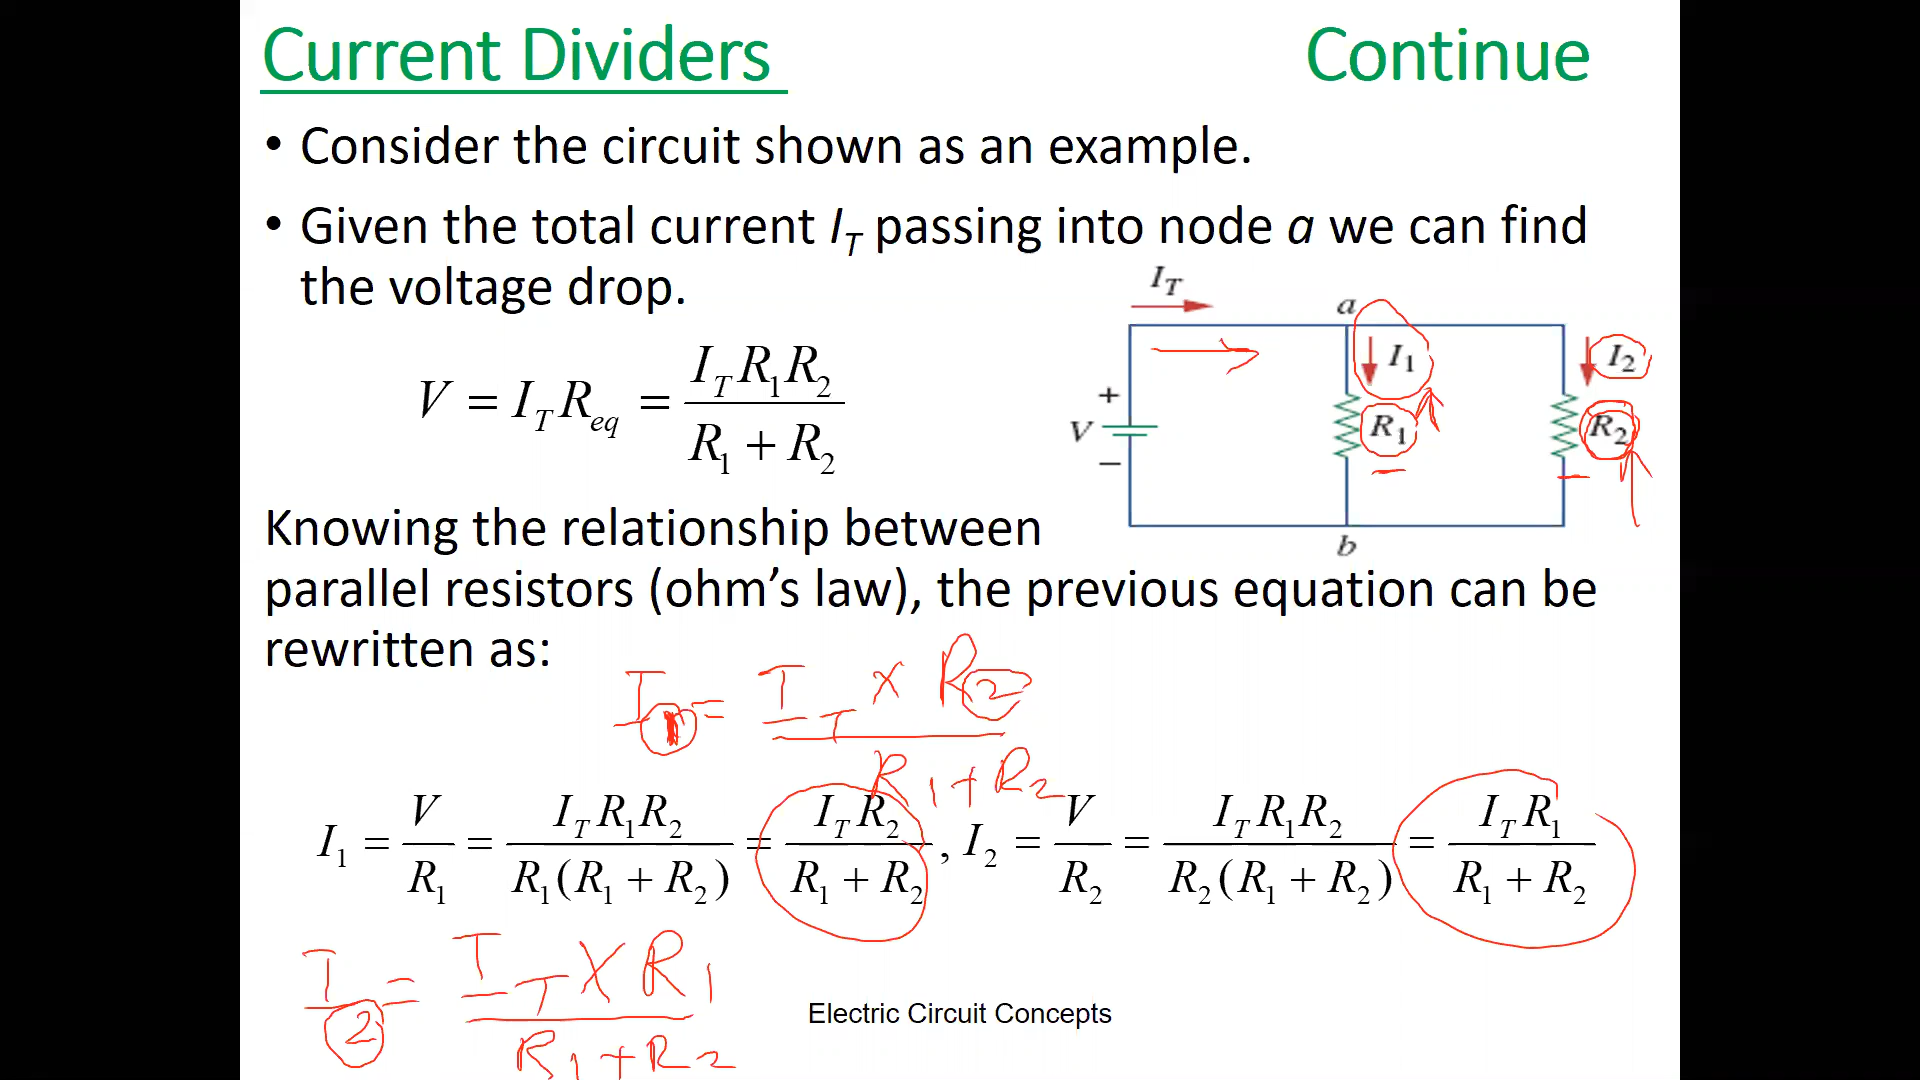 Current Dividers Continue
• Consider the circuit shown as an example.
• Given the total current I_T passing into node a we can find
the voltage drop.
I_T
a
I_1 I_2
+
V
R_1 R_2
−
b
V = I_T R_eq = I_T R_1 R_2 / (R_1 + R_2)
Knowing the relationship between
parallel resistors (ohm’s law), the previous equation can be
rewritten as:
I_1 = I_T × R_2 / (R_1 + R_2)
I_1 = V / R_1 = I_T R_1 R_2 / R_1(R_1 + R_2) = I_T R_2 / (R_1 + R_2) , I_2 = V / R_2 = I_T R_1 R_2 / R_2(R_1 + R_2) = I_T R_1 / (R_1 + R_2)
I_2 = I_T × R_1 / (R_1 + R_2)
Electric Circuit Concepts